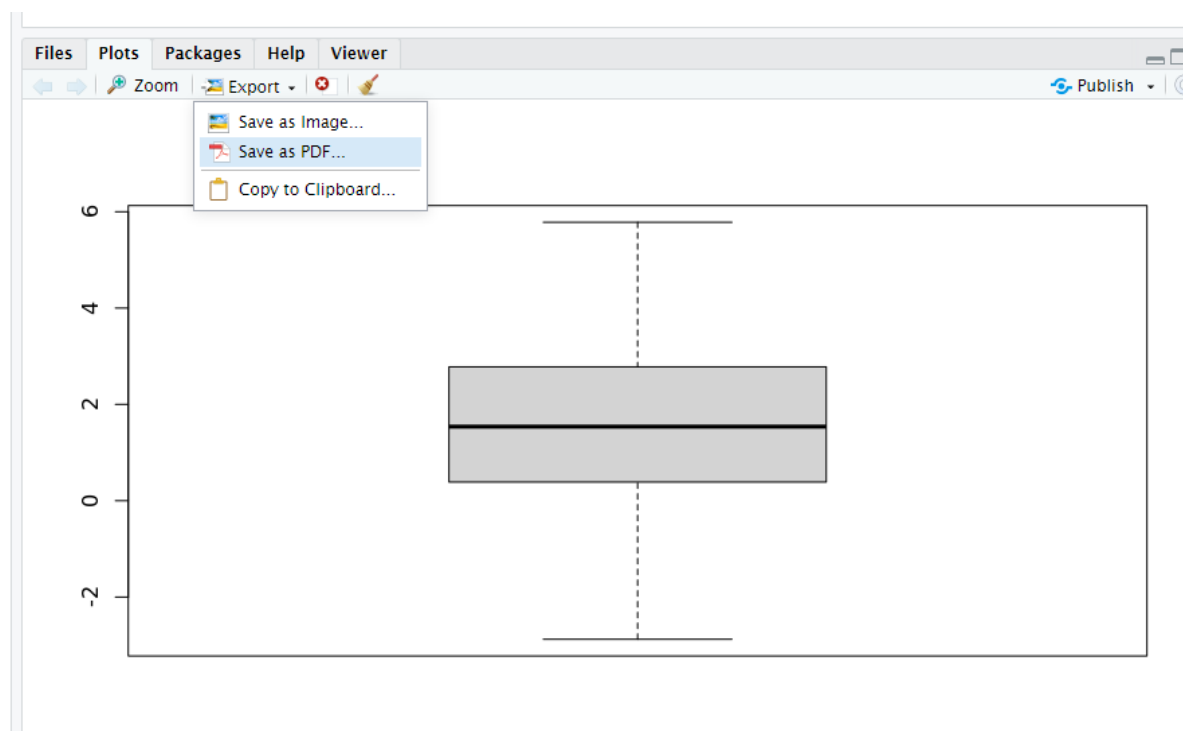 Files Plots Packages Help Viewer
Zoom Export Publish
Save as Image...
Save as PDF...
Copy to Clipboard...
6
4
2
0
-2